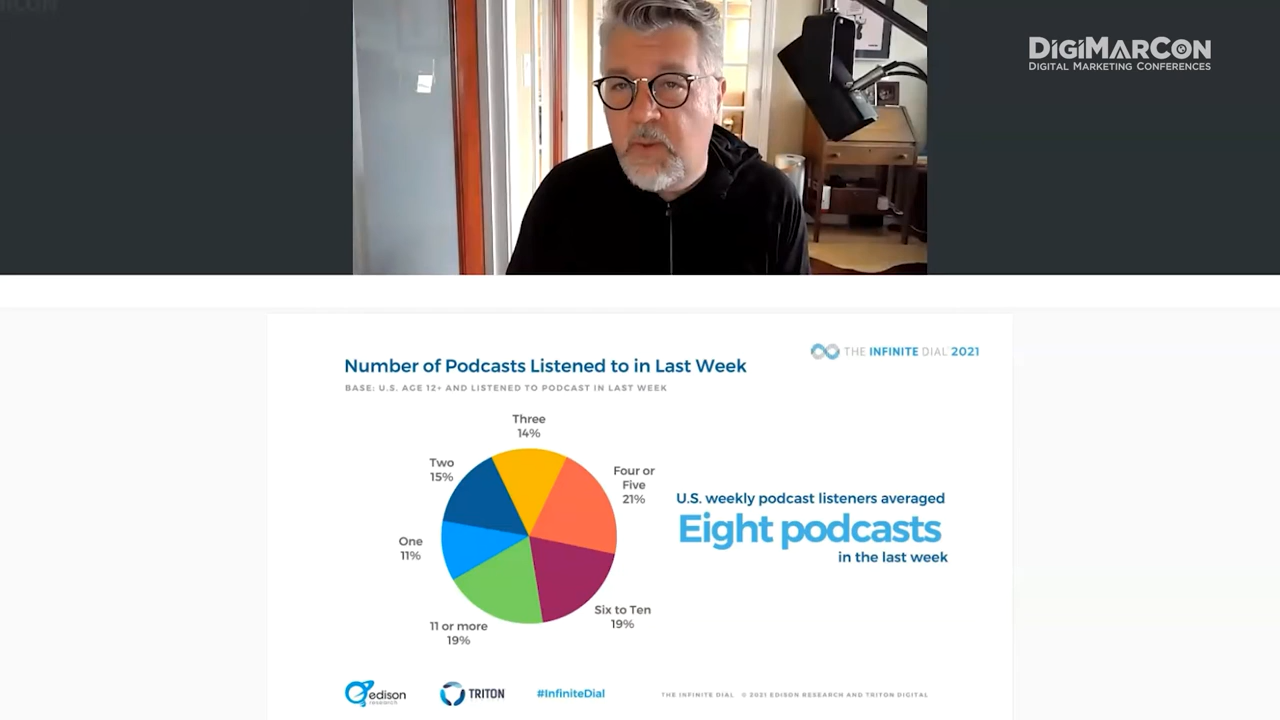 DIGIMARCON
DIGITAL MARKETING CONFERENCES
THE INFINITE DIAL 2021
Number of Podcasts Listened to in Last Week
BASE: U.S. AGE 12+ AND LISTENED TO PODCAST IN LAST WEEK
Three
14%
Two
15%
Four or
Five
21%
U.S. weekly podcast listeners averaged
Eight podcasts
in the last week
One
11%
Six to Ten
19%
11 or more
19%
edison
research
TRITON
#InfiniteDial
THE INFINITE DIAL © 2021 EDISON RESEARCH AND TRITON DIGITAL